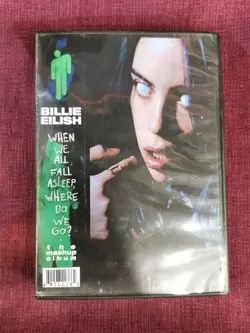 BILLIE
EILISH
WHEN
WE
ALL
FALL
ASLEEP,
WHERE
DO
WE
GO?
the
mashup
album